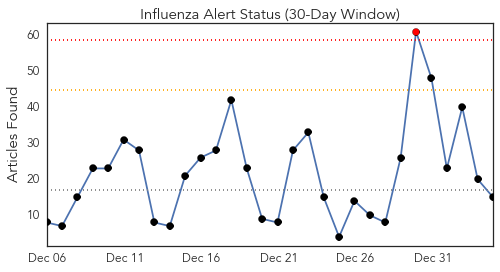 Influenza Alert Status (30-Day Window)
Articles Found
60
50
40
30
20
10
Dec 06 Dec 11 Dec 16 Dec 21 Dec 26 Dec 31